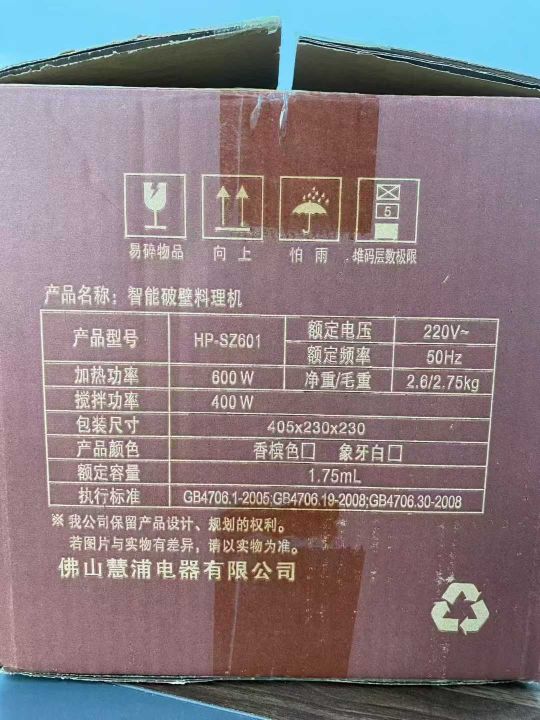 5
易碎物品 向上 怕雨 堆码层数极限
产品名称：智能破壁料理机
产品型号 HP-SZ601 额定电压 220V~
额定频率 50Hz
加热功率 600W 净重/毛重 2.6/2.75kg
搅拌功率 400W
包装尺寸 405x230x230
产品颜色 香槟色□ 象牙白□
额定容量 1.75mL
执行标准 GB4706.1-2005;GB4706.19-2008;GB4706.30-2008
※ 我公司保留产品设计、规划的权利。
若图片与实物有差异，请以实物为准。
佛山慧浦电器有限公司